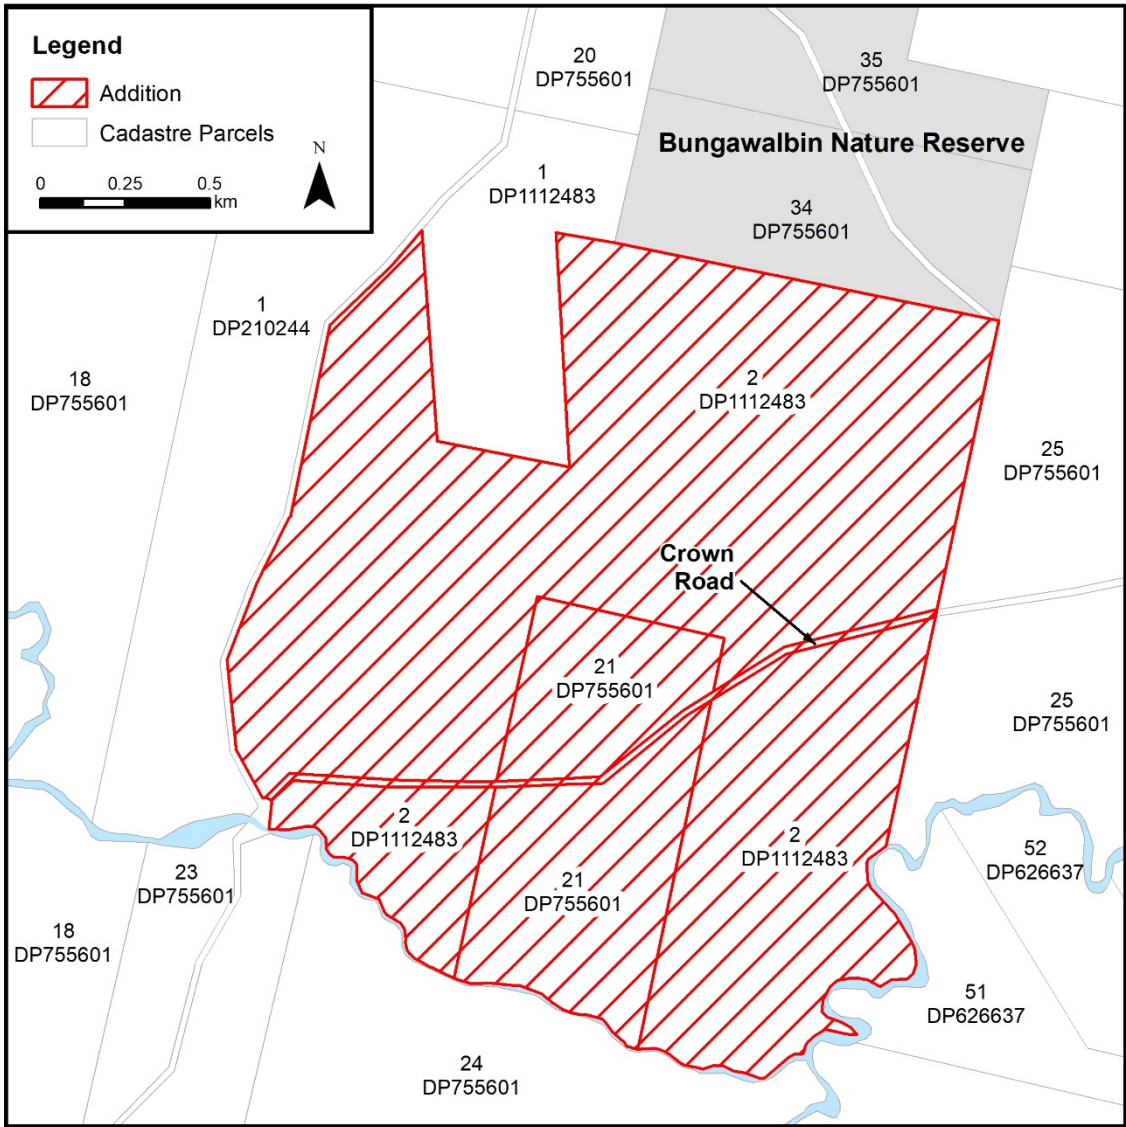 Legend
Addition
Cadastre Parcels
N
0 0.25 0.5
km
20
DP755601
35
DP755601
Bungawalbin Nature Reserve
1
DP1112483
34
DP755601
1
DP210244
18
DP755601
2
DP1112483
25
DP755601
Crown
Road
21
DP755601
25
DP755601
2
DP1112483
2
DP1112483
52
DP626637
23
DP755601
21
DP755601
18
DP755601
51
DP626637
24
DP755601